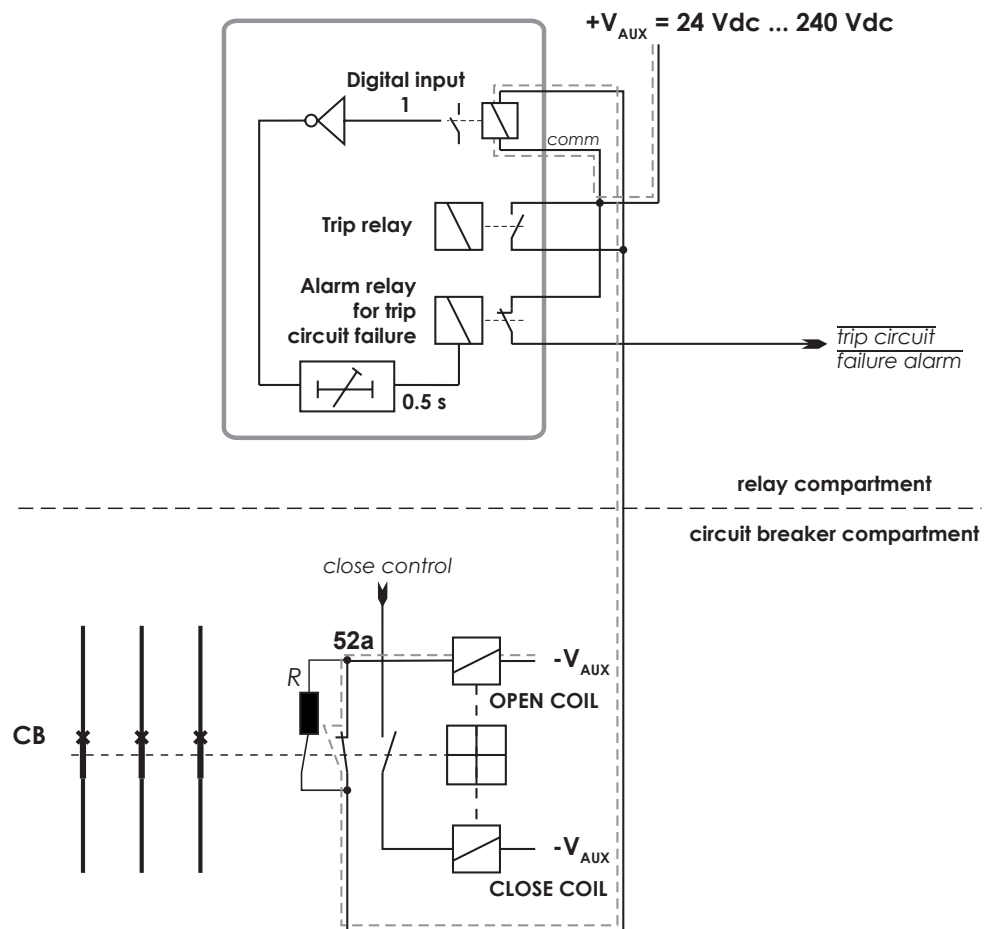 +VAUX = 24 Vdc ... 240 Vdc
Digital input
1
comm
Trip relay
Alarm relay
for trip
circuit failure
trip circuit
failure alarm
0.5 s
relay compartment
circuit breaker compartment
close control
52a
R
-VAUX
OPEN COIL
CB
-VAUX
CLOSE COIL